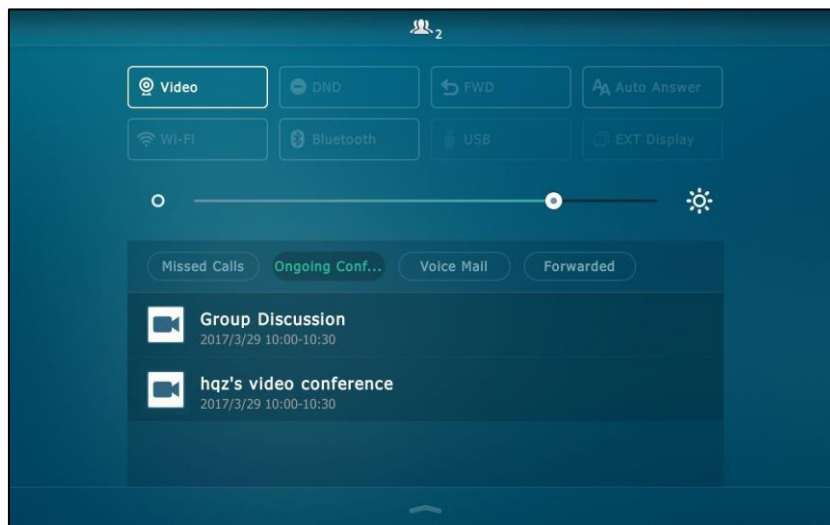 2
Video DND FWD Auto Answer
Wi-Fi Bluetooth USB EXT Display
Missed Calls Ongoing Conf... Voice Mail Forwarded
Group Discussion
2017/3/29 10:00-10:30
hqz's video conference
2017/3/29 10:00-10:30